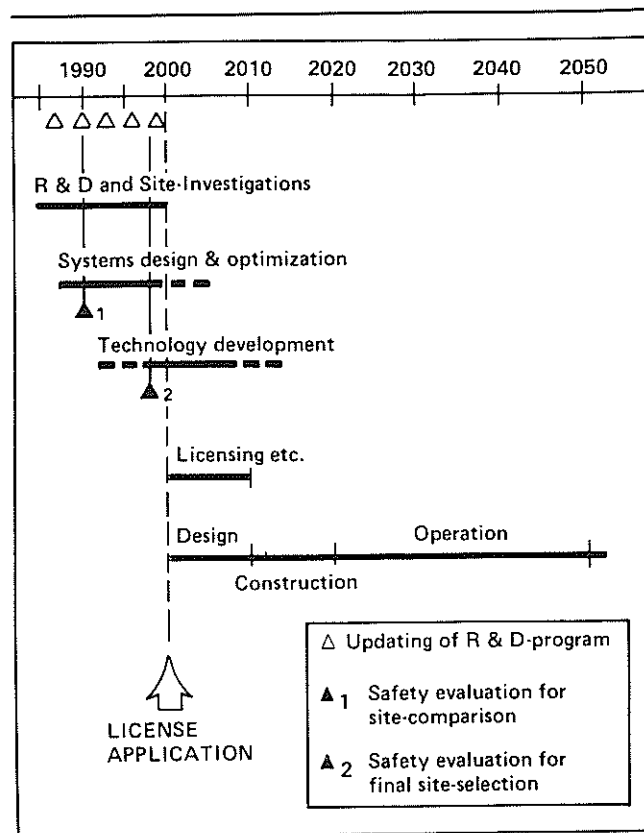 1990 2000 2010 2020 2030 2040 2050
R & D and Site-Investigations
Systems design & optimization
1
Technology development
2
Licensing etc.
Design Operation
Construction
LICENSE
APPLICATION
△ Updating of R & D-program
▲ 1 Safety evaluation for
site-comparison
▲ 2 Safety evaluation for
final site-selection